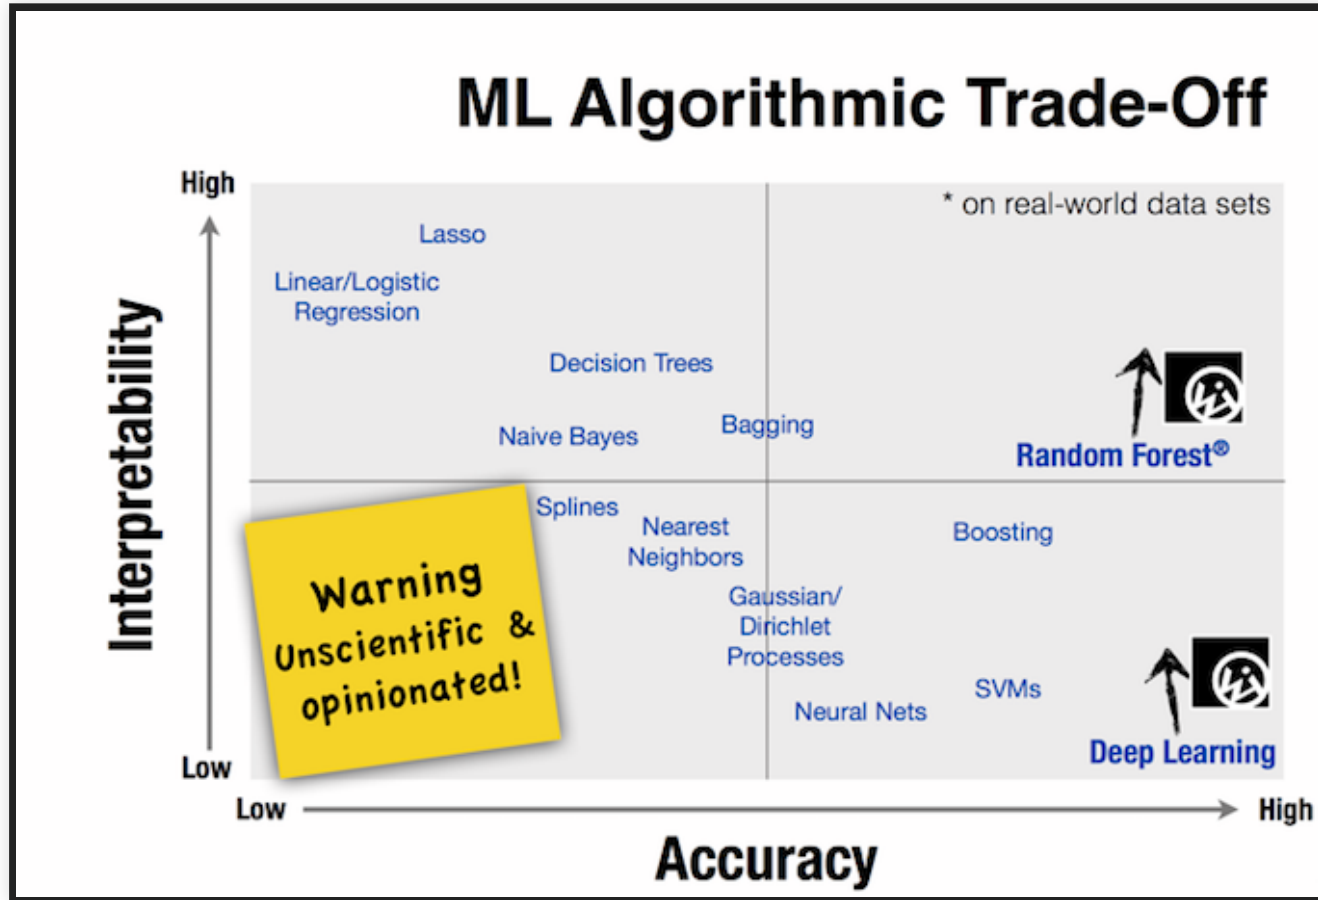 ML Algorithmic Trade-Off
High
* on real-world data sets
Lasso
Linear/Logistic
Regression
Decision Trees
Bagging
Naive Bayes
Random Forest®
Interpretability
Splines
Nearest
Neighbors
Boosting
Warning
Unscientific &
opinionated!
Gaussian/
Dirichlet
Processes
SVMs
Neural Nets
Deep Learning
Low
Low
High
Accuracy